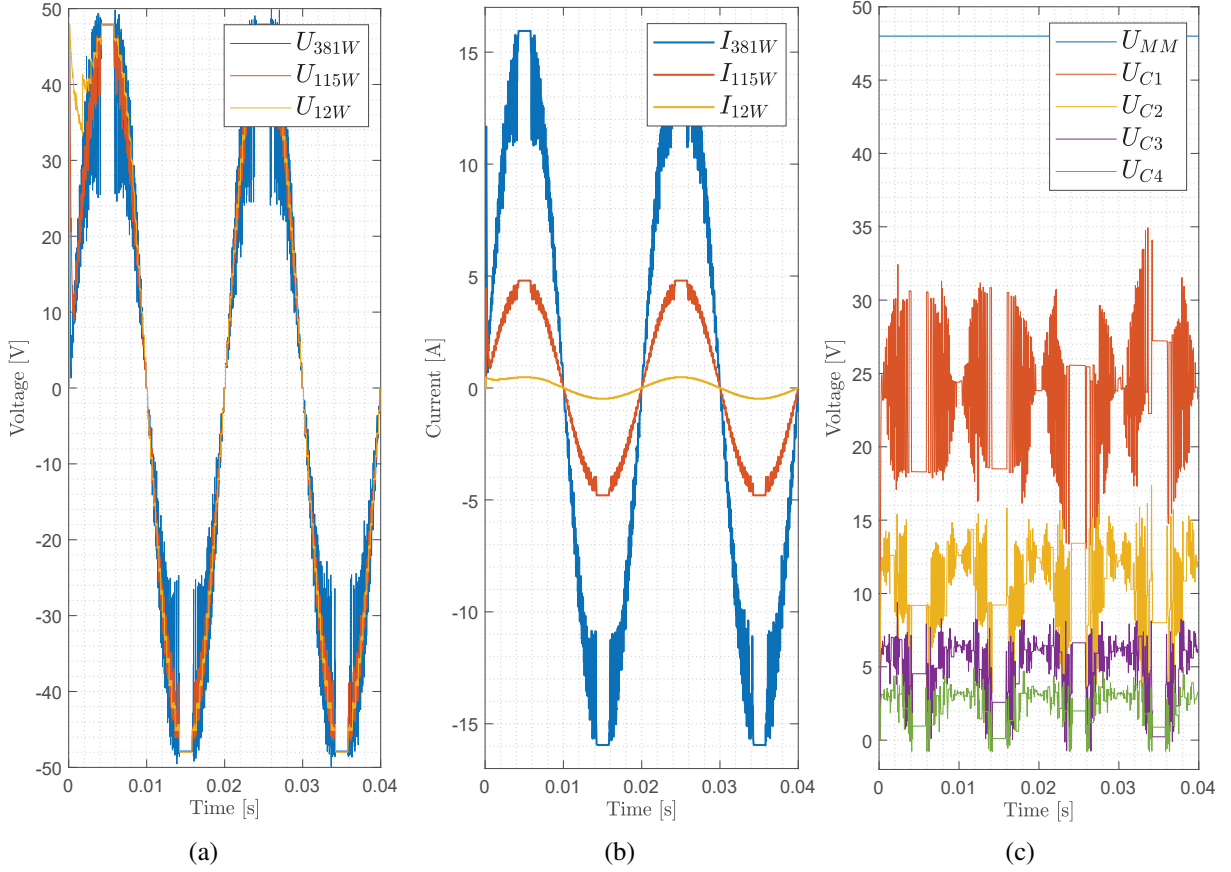 50
40
30
20
10
0
-10
-20
-30
-40
-50
Voltage [V]
0
0.01
0.02
0.03
0.04
Time [s]
U381W
U115W
U12W
(a)
15
10
5
0
-5
-10
-15
Current [A]
0
0.01
0.02
0.03
0.04
Time [s]
I381W
I115W
I12W
(b)
50
45
40
35
30
25
20
15
10
5
0
Voltage [V]
0
0.01
0.02
0.03
0.04
Time [s]
UMM
UC1
UC2
UC3
UC4
(c)